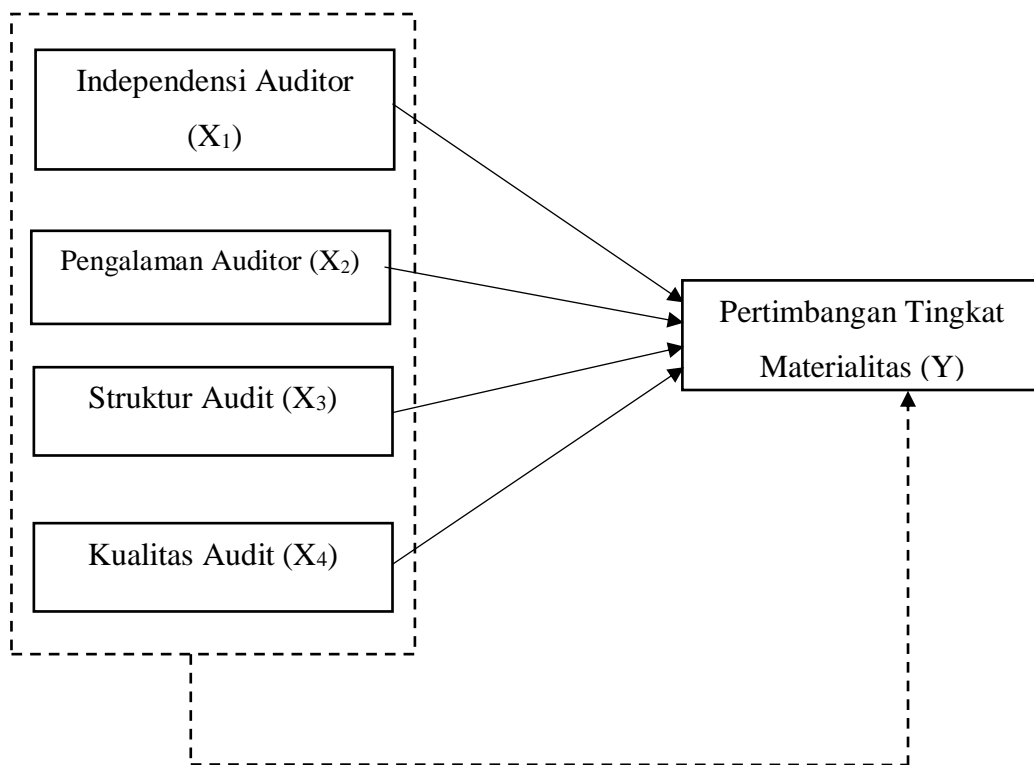 Independensi Auditor
(X₁)
Pengalaman Auditor (X₂)
Struktur Audit (X₃)
Kualitas Audit (X₄)
Pertimbangan Tingkat
Materialitas (Y)